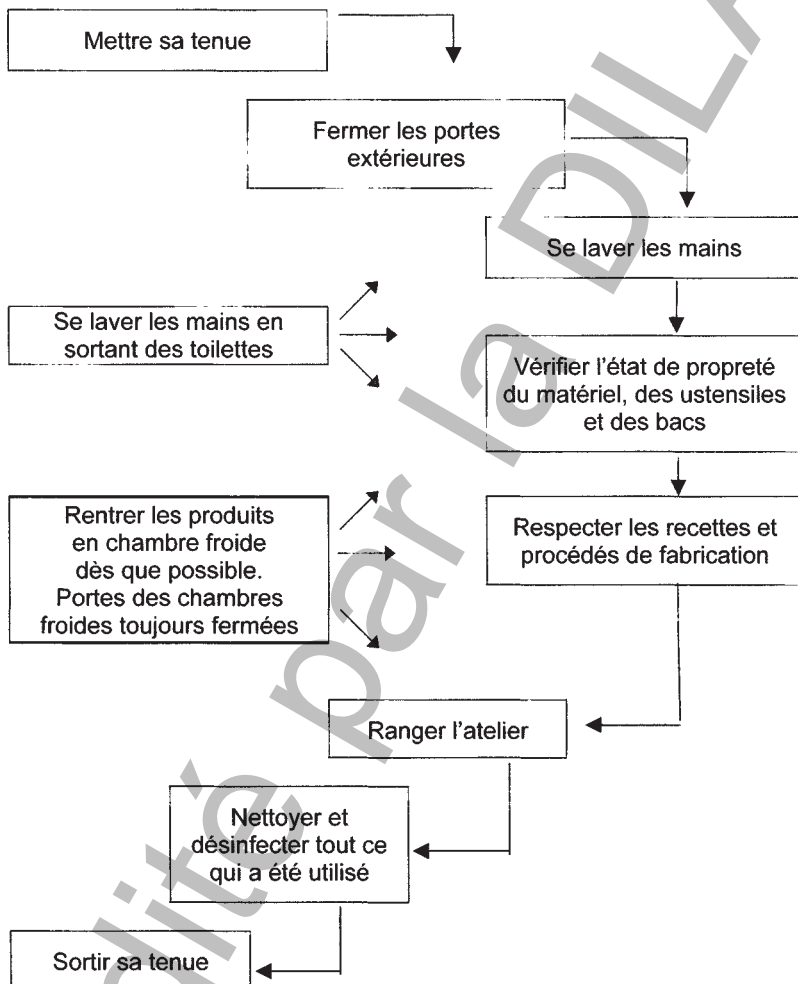 Mettre sa tenue
Fermer les portes
extérieures
Se laver les mains
Se laver les mains en
sortant des toilettes
Vérifier l'état de propreté
du matériel, des ustensiles
et des bacs
Rentrer les produits
en chambre froide
dès que possible.
Portes des chambres
froides toujours fermées
Respecter les recettes et
procédés de fabrication
Ranger l'atelier
Nettoyer et
désinfecter tout ce
qui a été utilisé
Sortir sa tenue
dité par la DILA